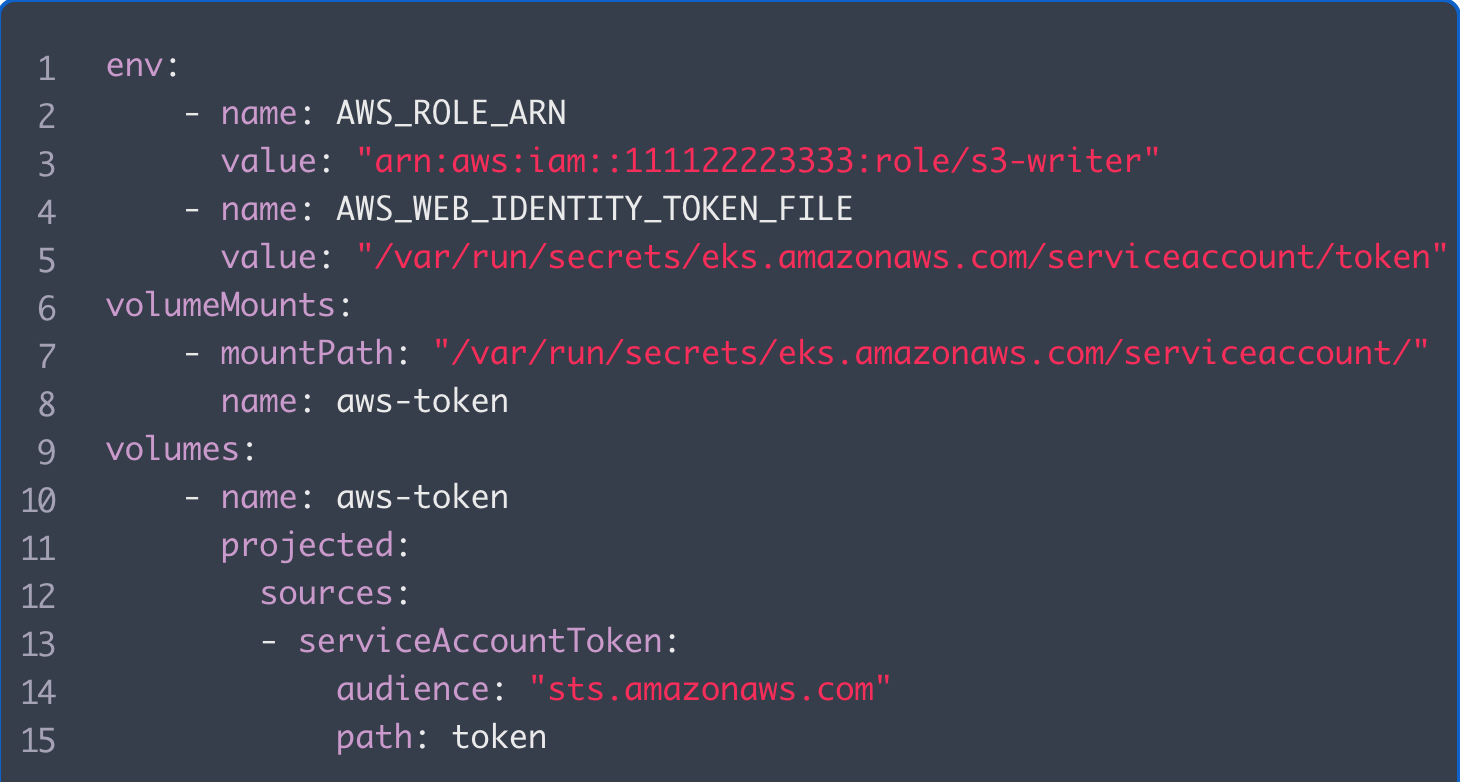 1 env:
2     - name: AWS_ROLE_ARN
3       value: "arn:aws:iam::111122223333:role/s3-writer"
4     - name: AWS_WEB_IDENTITY_TOKEN_FILE
5       value: "/var/run/secrets/eks.amazonaws.com/serviceaccount/token"
6 volumeMounts:
7     - mountPath: "/var/run/secrets/eks.amazonaws.com/serviceaccount/"
8       name: aws-token
9 volumes:
10     - name: aws-token
11       projected:
12         sources:
13         - serviceAccountToken:
14             audience: "sts.amazonaws.com"
15             path: token